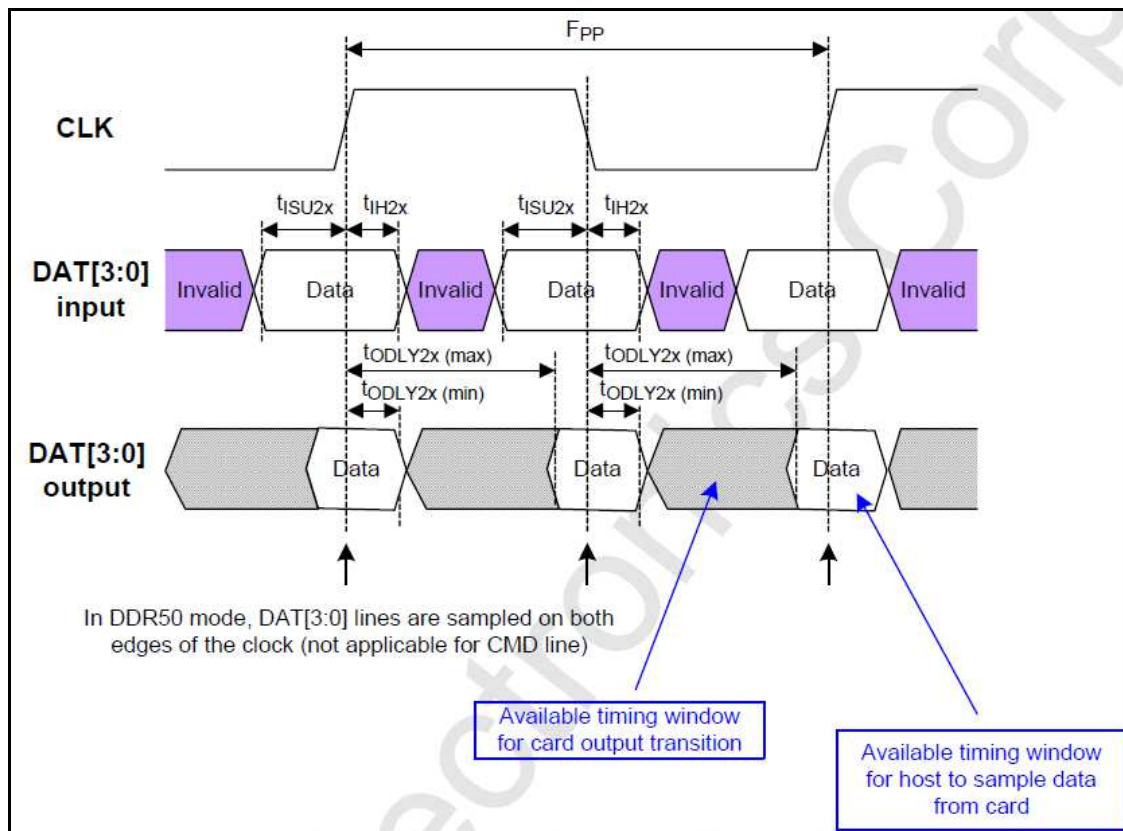 FPP
CLK
tISU2x tIH2x tISU2x tIH2x
DAT[3:0]
input
Invalid Data Invalid Data Invalid Data Invalid
tODLY2x (max) tODLY2x (max)
tODLY2x (min) tODLY2x (min)
DAT[3:0]
output
Data Data Data
In DDR50 mode, DAT[3:0] lines are sampled on both
edges of the clock (not applicable for CMD line)
Available timing window
for card output transition
Available timing window
for host to sample data
from card
ectronics Corp